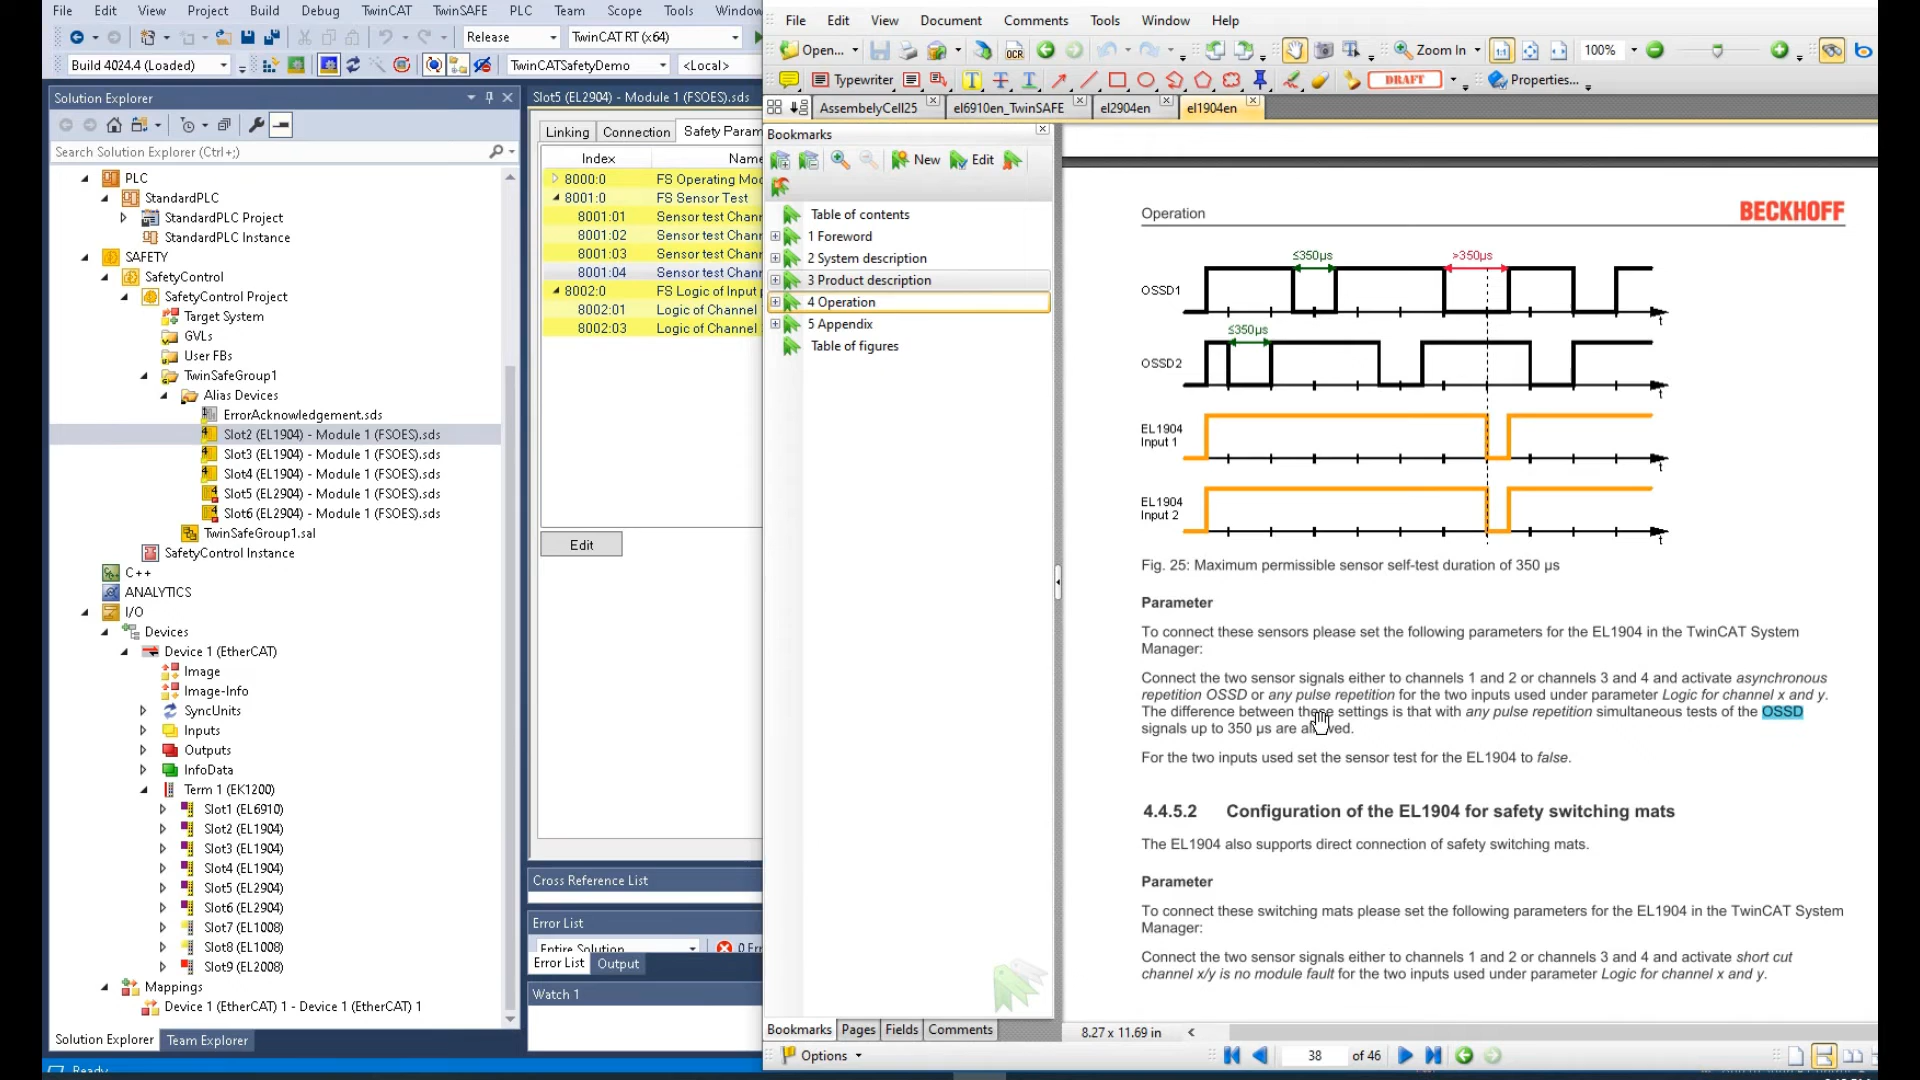 File Edit View Project Build Debug TwinCAT TwinSAFE PLC Team Scope Tools Window
Release TwinCAT RT (x64)
Build 4024.4 (Loaded) TwinCATSafetyDemo <Local>
Solution Explorer
Search Solution Explorer (Ctrl+;)
PLC
StandardPLC
StandardPLC Project
StandardPLC Instance
SAFETY
SafetyControl
SafetyControl Project
Target System
GVLs
User FBs
TwinSafeGroup1
Alias Devices
ErrorAcknowledgement.sds
Slot2 (EL1904) - Module 1 (FSOES).sds
Slot3 (EL1904) - Module 1 (FSOES).sds
Slot4 (EL1904) - Module 1 (FSOES).sds
Slot5 (EL2904) - Module 1 (FSOES).sds
Slot6 (EL2904) - Module 1 (FSOES).sds
TwinSafeGroup1.sal
SafetyControl Instance
C++
ANALYTICS
I/O
Devices
Device 1 (EtherCAT)
Image
Image-Info
SyncUnits
Inputs
Outputs
InfoData
Term 1 (EK1200)
Slot1 (EL6910)
Slot2 (EL1904)
Slot3 (EL1904)
Slot4 (EL1904)
Slot5 (EL2904)
Slot6 (EL2904)
Slot7 (EL1008)
Slot8 (EL1008)
Slot9 (EL2008)
Mappings
Device 1 (EtherCAT) 1 - Device 1 (EtherCAT) 1
Solution Explorer Team Explorer
Ready
Slot5 (EL2904) - Module 1 (FSOES).sds
Linking Connection Safety Param
Index Name
8000:0 FS Operating Mod
8001:0 FS Sensor Test
8001:01 Sensor test Chann
8001:02 Sensor test Chann
8001:03 Sensor test Chann
8001:04 Sensor test Chann
8002:0 FS Logic of Input p
8002:01 Logic of Channel
8002:03 Logic of Channel
Edit
Cross Reference List
Error List
Entire Solution 0 Err
Error List Output
Watch 1
File Edit View Document Comments Tools Window Help
Open... OCR Zoom In 100%
Typewriter DRAFT Properties...
AssemblyCell25 el6910en_TwinSAFE el2904en el1904en
Bookmarks
New Edit
Table of contents
1 Foreword
2 System description
3 Product description
4 Operation
5 Appendix
Table of figures
Bookmarks Pages Fields Comments
Options
8.27 x 11.69 in
38 of 46
Operation BECKHOFF
≤350µs >350µs
OSSD1
t
≤350µs
OSSD2
t
EL1904
Input 1
t
EL1904
Input 2
t
Fig. 25: Maximum permissible sensor self-test duration of 350 µs
Parameter
To connect these sensors please set the following parameters for the EL1904 in the TwinCAT System
Manager:
Connect the two sensor signals either to channels 1 and 2 or channels 3 and 4 and activate asynchronous
repetition OSSD or any pulse repetition for the two inputs used under parameter Logic for channel x and y.
The difference between these settings is that with any pulse repetition simultaneous tests of the OSSD
signals up to 350 µs are allowed.
For the two inputs used set the sensor test for the EL1904 to false.
4.4.5.2 Configuration of the EL1904 for safety switching mats
The EL1904 also supports direct connection of safety switching mats.
Parameter
To connect these switching mats please set the following parameters for the EL1904 in the TwinCAT System
Manager:
Connect the two sensor signals either to channels 1 and 2 or channels 3 and 4 and activate short cut
channel x/y is no module fault for the two inputs used under parameter Logic for channel x and y.